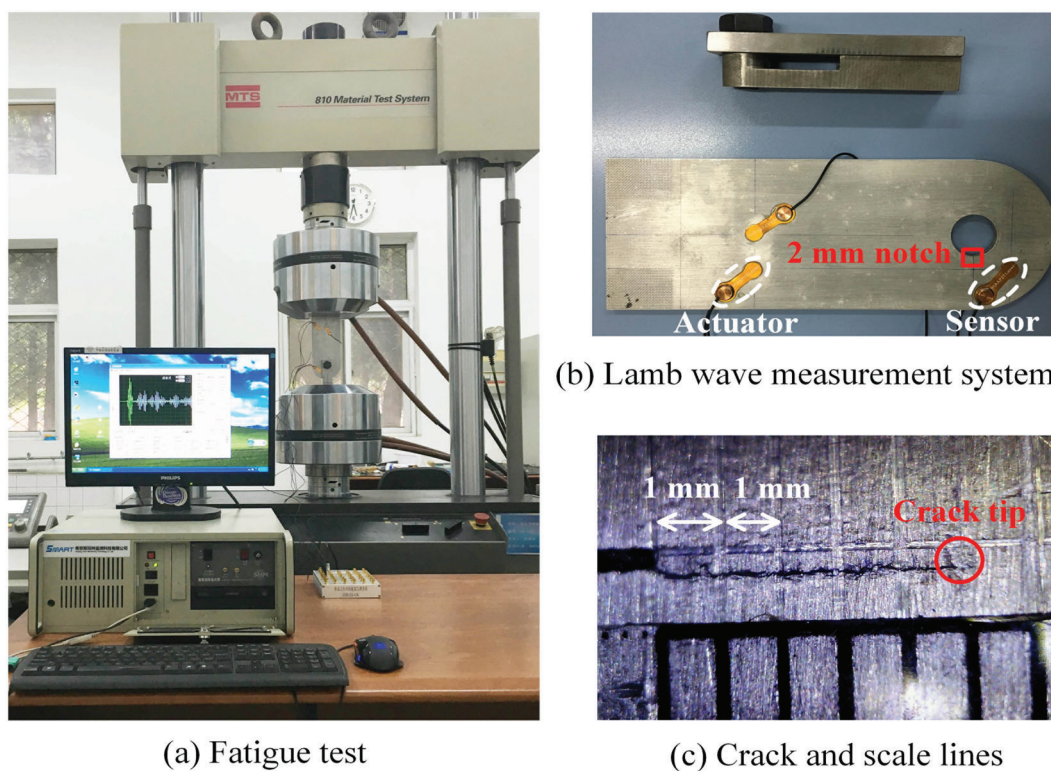 MTS
810 Material Test System
PHILIPS
SMART
(a) Fatigue test
2 mm notch
Actuator
Sensor
(b) Lamb wave measurement system
1 mm
1 mm
Crack tip
(c) Crack and scale lines